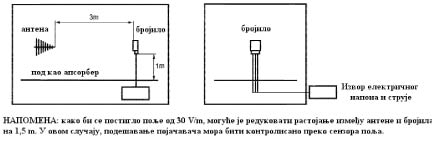 3m
антена
бројило
бројило
1m
под као апсорбер
Извор електричног
напона и струје
НАПОМЕНА: како би се постигло поље од 30 V/m, могуће је редуковати растојање између антене и бројила
на 1,5 m. У овом случају, подешавање појачавача мора бити контролисано преко сензора поља.